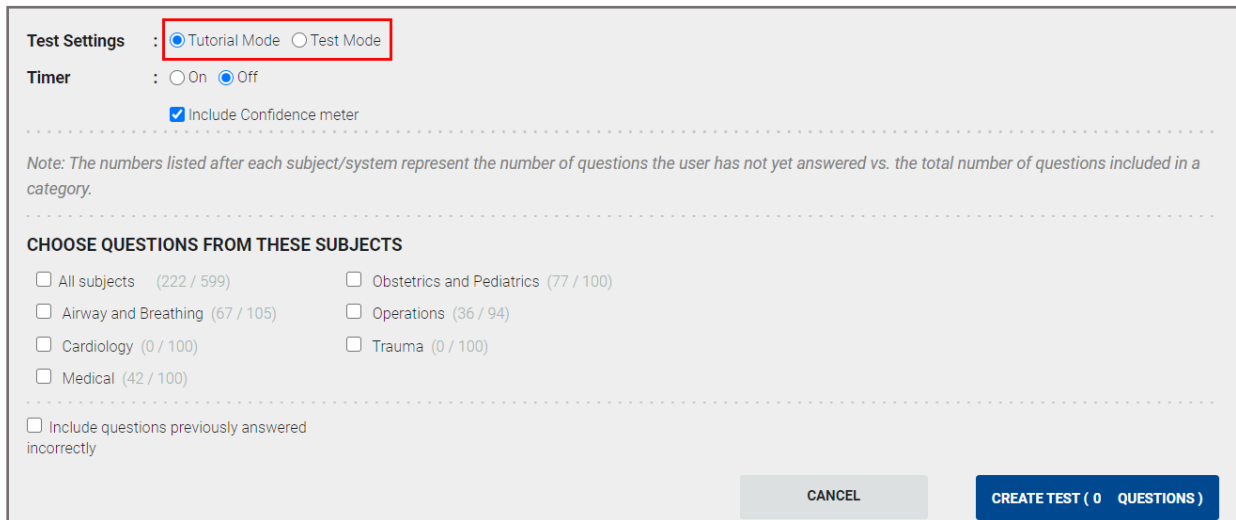 Test Settings : Tutorial Mode Test Mode
Timer : On Off
Include Confidence meter
Note: The numbers listed after each subject/system represent the number of questions the user has not yet answered vs. the total number of questions included in a
category.
CHOOSE QUESTIONS FROM THESE SUBJECTS
All subjects (222 / 599) Obstetrics and Pediatrics (77 / 100)
Airway and Breathing (67 / 105) Operations (36 / 94)
Cardiology (0 / 100) Trauma (0 / 100)
Medical (42 / 100)
Include questions previously answered
incorrectly
CANCEL CREATE TEST ( 0 QUESTIONS )